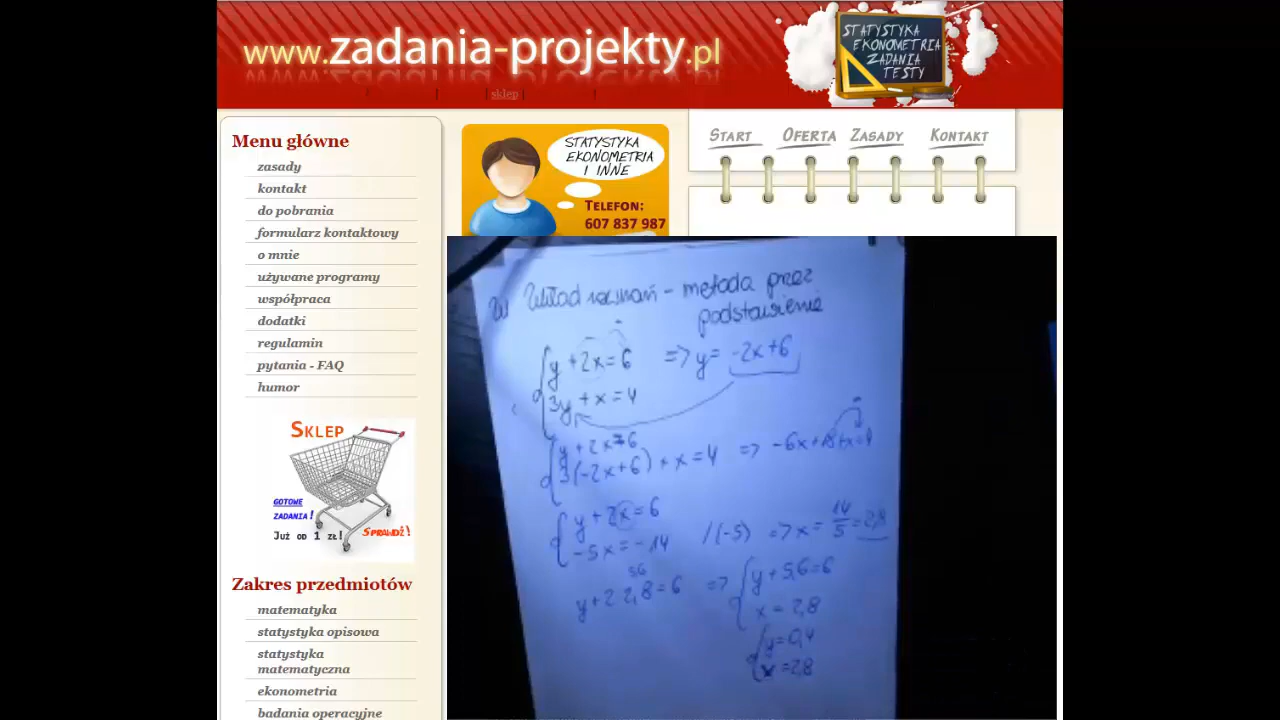 www.zadania-projekty.pl
STATYSTYKA
EKONOMETRIA
ZADANIA
TESTY
sklep
Menu główne
zasady
kontakt
do pobrania
formularz kontaktowy
o mnie
używane programy
współpraca
dodatki
regulamin
pytania - FAQ
humor
SKLEP
GOTOWE
ZADANIA!
Już od 1 zł!
SPRAWDŹ!
Zakres przedmiotów
matematyka
statystyka opisowa
statystyka
matematyczna
ekonometria
badania operacyjne
STATYSTYKA
EKONOMETRIA
I INNE
TELEFON:
607 837 987
START OFERTA ZASADY KONTAKT
Układ równań - metoda przez
podstawienie
y+2x=6 => y= -2x+6
3y+x=4
y+2x=6
3(-2x+6)+x=4 => -6x+18+x=4
y+2x=6
-5x=-14 /(-5) => x= 14/5 =2,8
5,6
y+2·2,8=6 => y+5,6=6
x=2,8
y=0,4
x=2,8